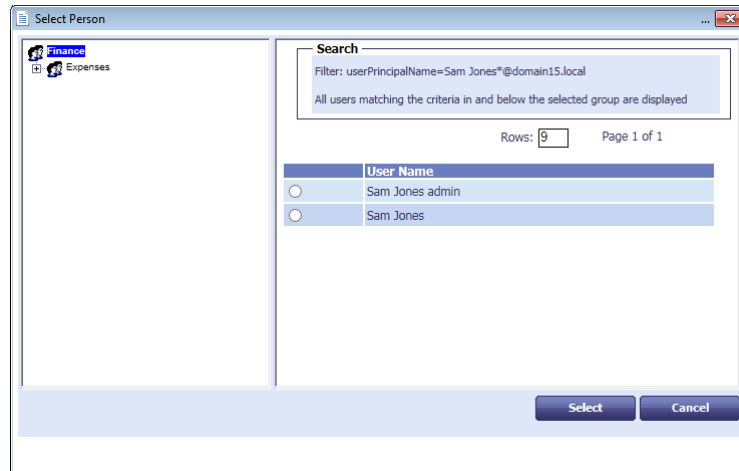 Select Person
...
Finance
Expenses
Search
Filter: userPrincipalName=Sam Jones*@domain15.local
All users matching the criteria in and below the selected group are displayed
Rows: 9 Page 1 of 1
User Name
Sam Jones admin
Sam Jones
Select Cancel